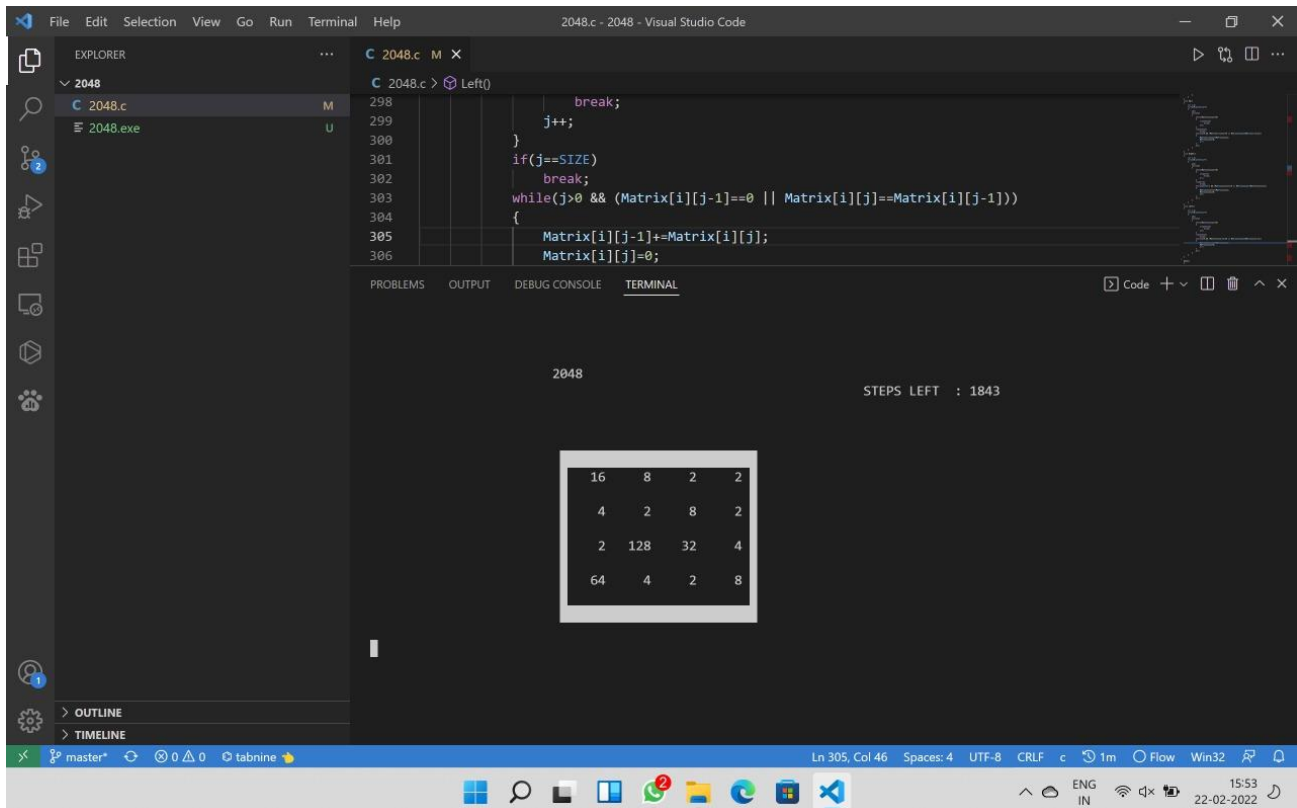 File Edit Selection View Go Run Terminal Help 2048.c - 2048 - Visual Studio Code
EXPLORER
2048
C 2048.c M
2048.exe U
C 2048.c M
C 2048.c > Left()
298 break;
299 j++;
300 }
301 if(j==SIZE)
302 break;
303 while(j>0 && (Matrix[i][j-1]==0 || Matrix[i][j]==Matrix[i][j-1]))
304 {
305 Matrix[i][j-1]+=Matrix[i][j];
306 Matrix[i][j]=0;
PROBLEMS OUTPUT DEBUG CONSOLE TERMINAL Code
2048
STEPS LEFT : 1843
16 8 2 2
4 2 8 2
2 128 32 4
64 4 2 8
OUTLINE
TIMELINE
master* 0 0 tabnine Ln 305, Col 46 Spaces: 4 UTF-8 CRLF c 1m Flow Win32
2
1
2
ENG
IN
15:53
22-02-2022